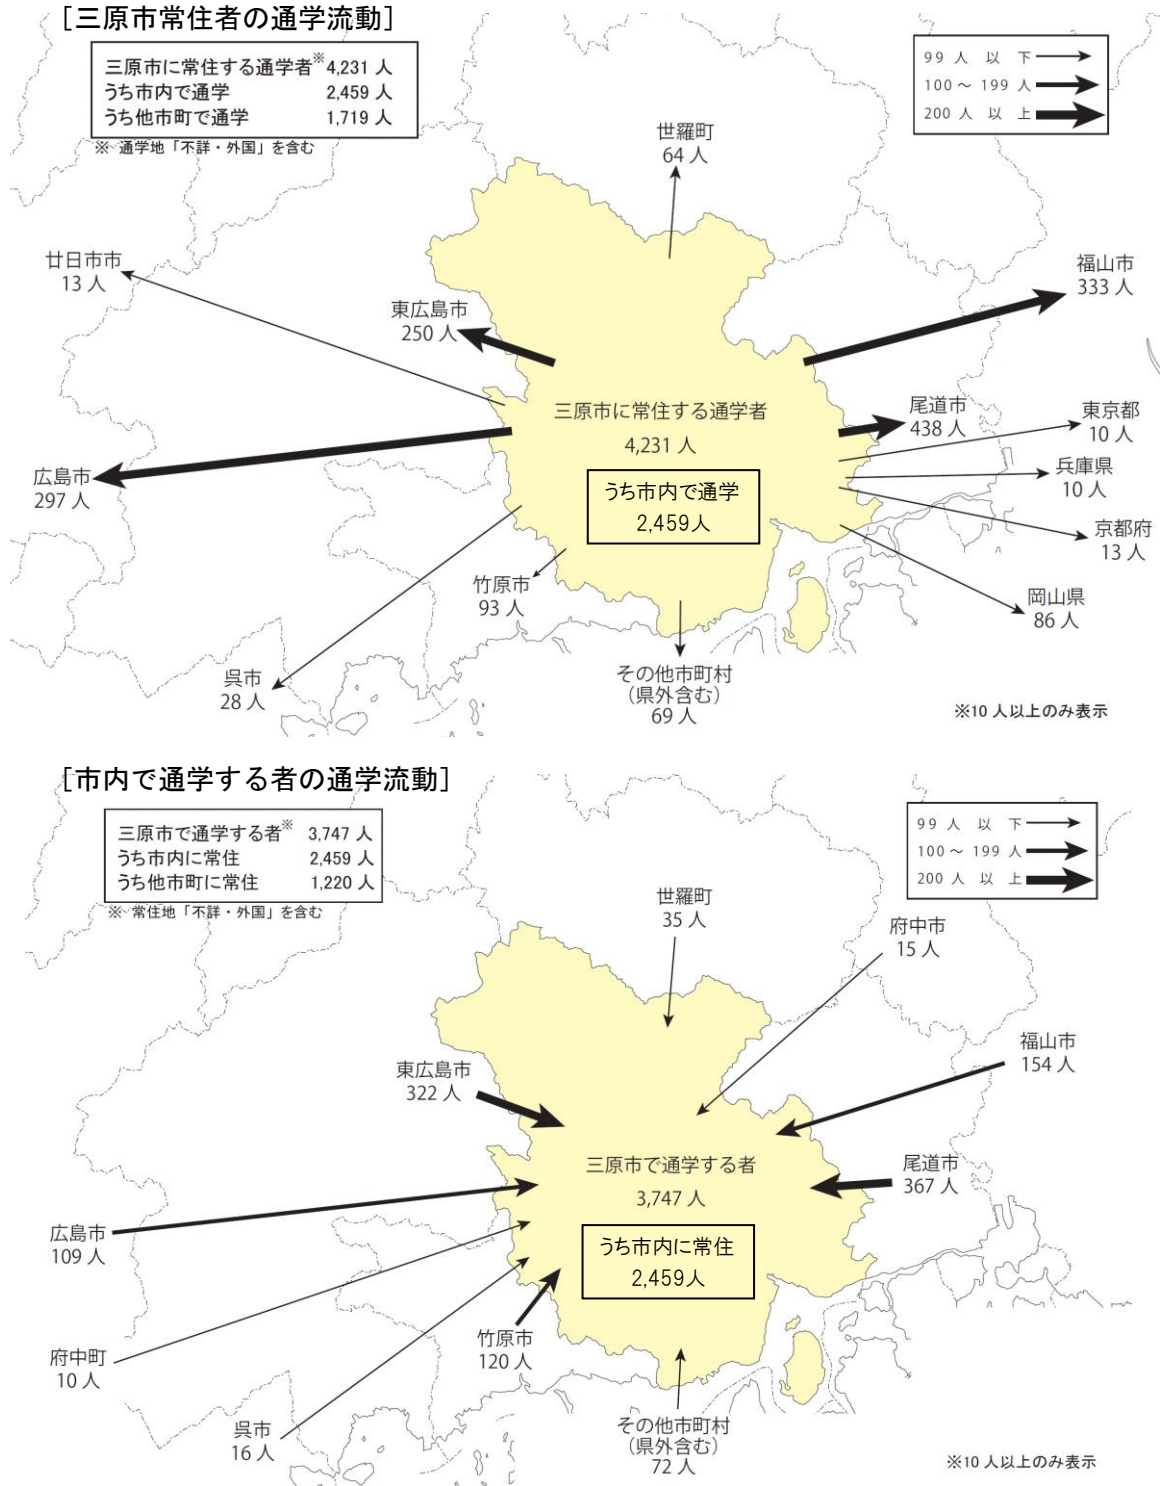 ［三原市常住者の通学流動］
三原市に常住する通学者※ 4,231 人
うち市内で通学 2,459 人
うち他市町で通学 1,719 人
※ 通学地「不詳・外国」を含む
99 人 以 下
100～ 199 人
200 人 以 上
世羅町
64 人
廿日市市
13 人
東広島市
250 人
福山市
333 人
三原市に常住する通学者
4,231 人
うち市内で通学
2,459人
尾道市
438 人
東京都
10 人
兵庫県
10 人
京都府
13 人
岡山県
86 人
広島市
297 人
竹原市
93 人
呉市
28 人
その他市町村
（県外含む）
69 人
※10 人以上のみ表示
［市内で通学する者の通学流動］
三原市で通学する者※ 3,747 人
うち市内に常住 2,459 人
うち他市町に常住 1,220 人
※ 常住地「不詳・外国」を含む
99 人 以 下
100～ 199 人
200 人 以 上
世羅町
35 人
府中市
15 人
福山市
154 人
東広島市
322 人
三原市で通学する者
3,747 人
うち市内に常住
2,459人
尾道市
367 人
広島市
109 人
府中町
10 人
竹原市
120 人
呉市
16 人
その他市町村
（県外含む）
72 人
※10 人以上のみ表示